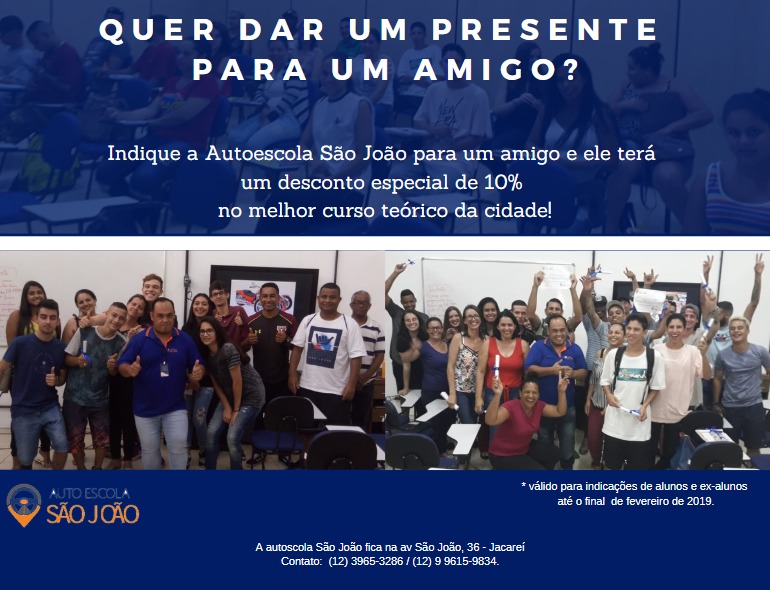 QUER DAR UM PRESENTE
PARA UM AMIGO?
Indique a Autoescola São João para um amigo e ele terá
um desconto especial de 10%
no melhor curso teórico da cidade!
AUTO ESCOLA
SÃO JOÃO
* válido para indicações de alunos e ex-alunos
até o final de fevereiro de 2019.
A autoscola São João fica na av São João, 36 - Jacareí
Contato: (12) 3965-3286 / (12) 9 9615-9834.